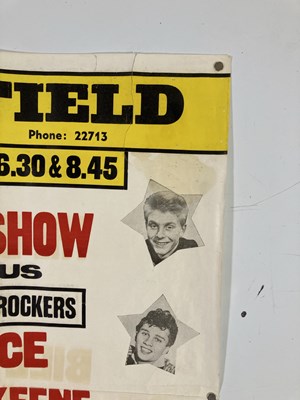 FIELD
Phone: 22713
6.30 & 8.45
SHOW
US
ROCKERS
CE
KEENE